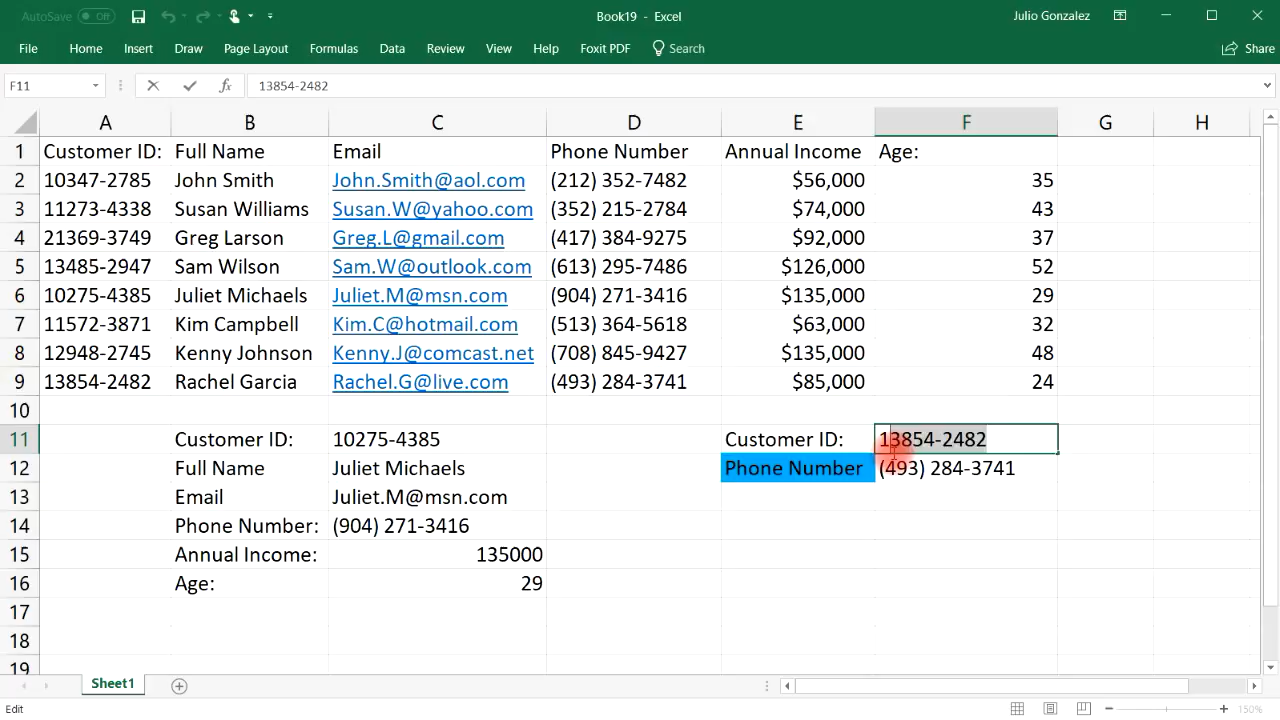 AutoSave Off Book19 - Excel Julio Gonzalez
File Home Insert Draw Page Layout Formulas Data Review View Help Foxit PDF Search Share
F11 fx 13854-2482
A B C D E F G H
1 Customer ID: Full Name Email Phone Number Annual Income Age:
2 10347-2785 John Smith John.Smith@aol.com (212) 352-7482 $56,000 35
3 11273-4338 Susan Williams Susan.W@yahoo.com (352) 215-2784 $74,000 43
4 21369-3749 Greg Larson Greg.L@gmail.com (417) 384-9275 $92,000 37
5 13485-2947 Sam Wilson Sam.W@outlook.com (613) 295-7486 $126,000 52
6 10275-4385 Juliet Michaels Juliet.M@msn.com (904) 271-3416 $135,000 29
7 11572-3871 Kim Campbell Kim.C@hotmail.com (513) 364-5618 $63,000 32
8 12948-2745 Kenny Johnson Kenny.J@comcast.net (708) 845-9427 $135,000 48
9 13854-2482 Rachel Garcia Rachel.G@live.com (493) 284-3741 $85,000 24
10
11 Customer ID: 10275-4385 Customer ID: 13854-2482
12 Full Name Juliet Michaels Phone Number (493) 284-3741
13 Email Juliet.M@msn.com
14 Phone Number: (904) 271-3416
15 Annual Income: 135000
16 Age: 29
17
18
19
Sheet1
Edit 150%